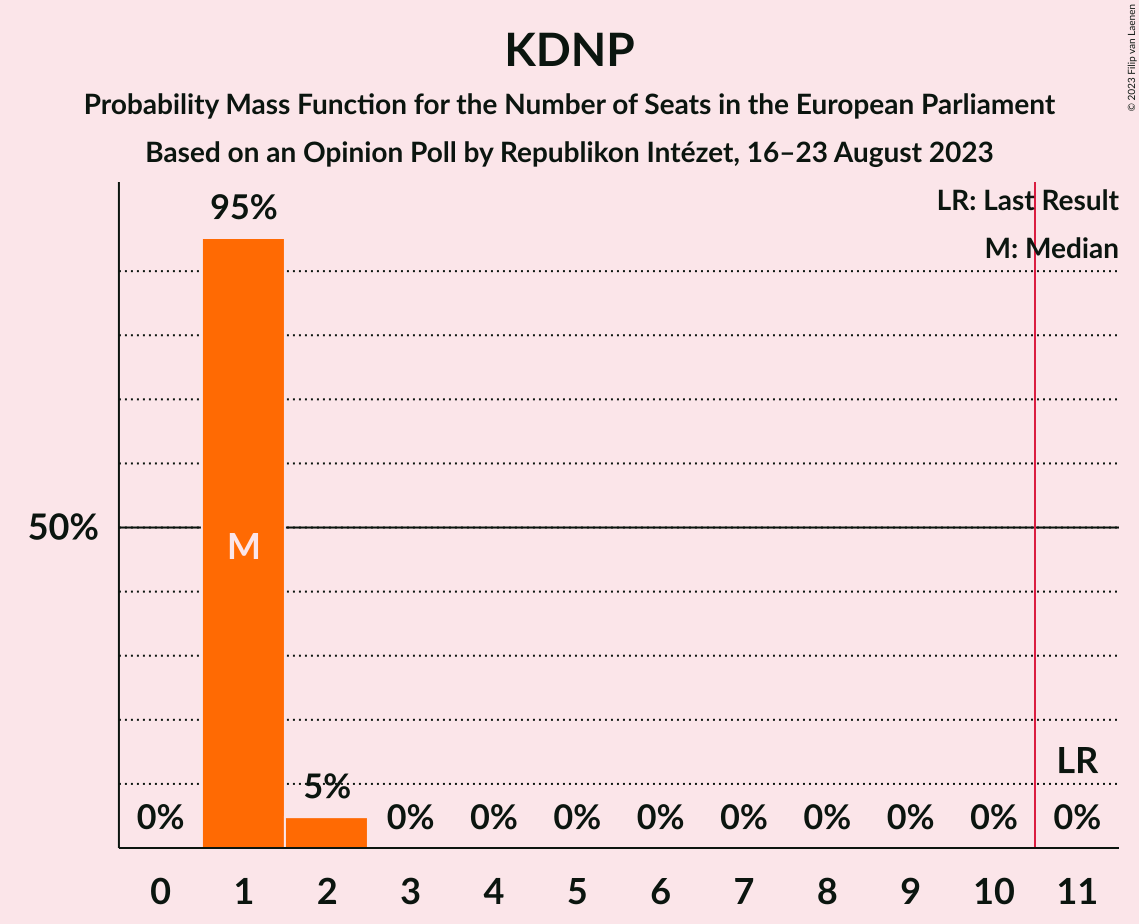 KDNP
Probability Mass Function for the Number of Seats in the European Parliament
Based on an Opinion Poll by Republikon Intézet, 16–23 August 2023
© 2023 Filip van Laenen
LR: Last Result
M: Median
95%
50%
M
LR
0% 5% 0% 0% 0% 0% 0% 0% 0% 0% 0%
0 1 2 3 4 5 6 7 8 9 10 11